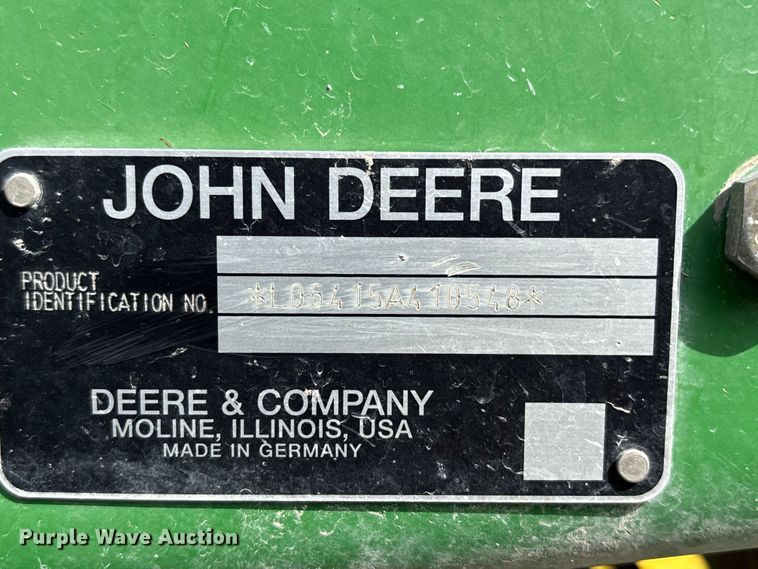 JOHN DEERE
PRODUCT
IDENTIFICATION NO.
*L06415A410548*
DEERE & COMPANY
MOLINE, ILLINOIS, USA
MADE IN GERMANY
Purple Wave Auction